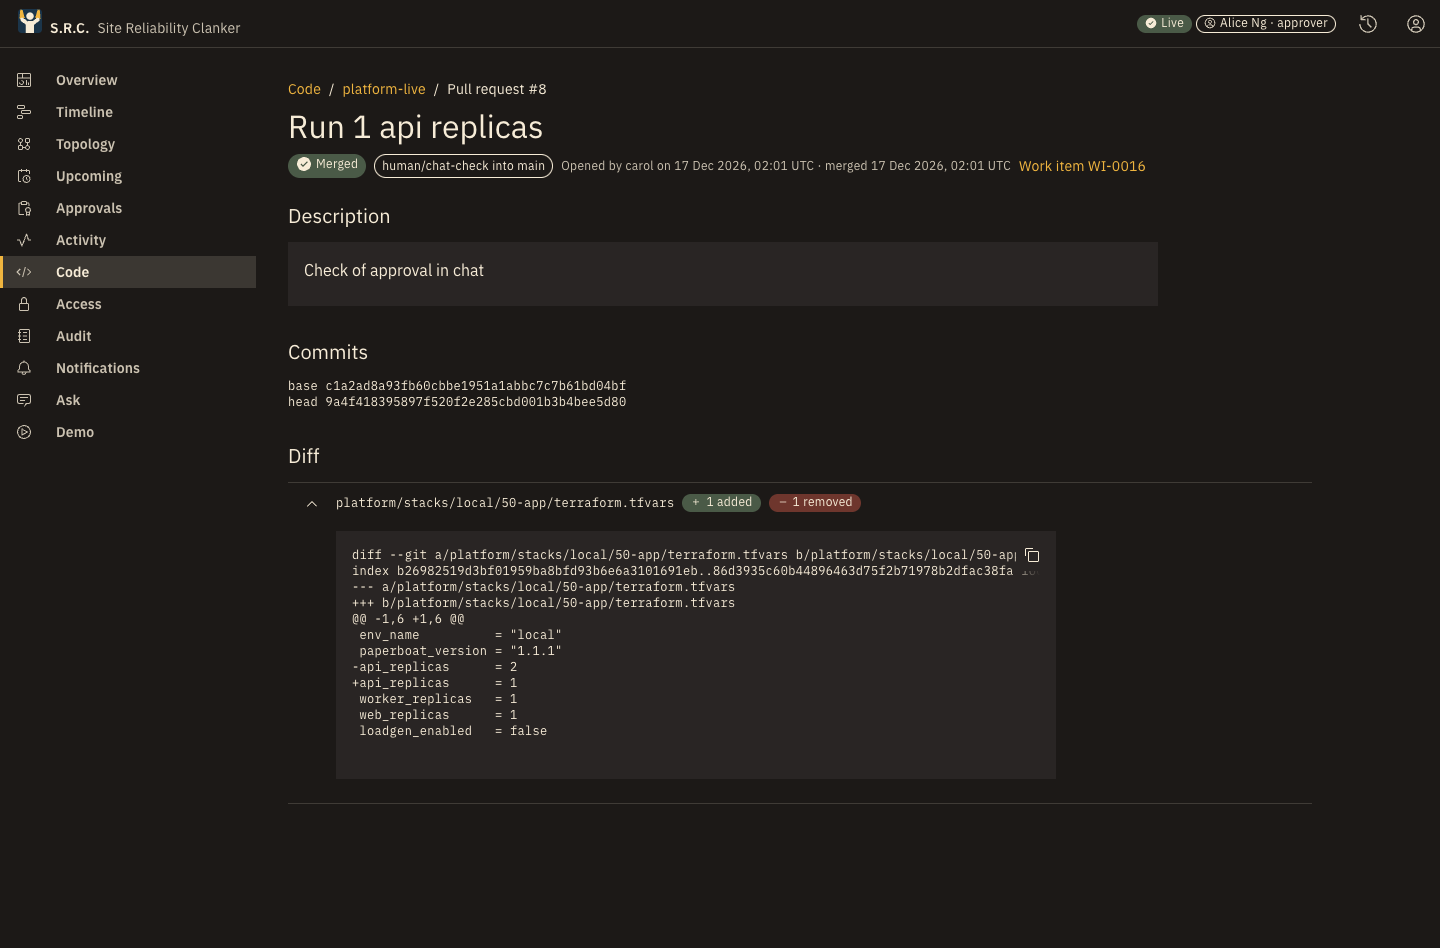 S.R.C. Site Reliability Clanker
Live
Alice Ng · approver
Overview
Timeline
Topology
Upcoming
Approvals
Activity
Code
Access
Audit
Notifications
Ask
Demo
Code / platform-live / Pull request #8
Run 1 api replicas
Merged
human/chat-check into main
Opened by carol on 17 Dec 2026, 02:01 UTC · merged 17 Dec 2026, 02:01 UTC
Work item WI-0016
Description
Check of approval in chat
Commits
base c1a2ad8a93fb60cbbe1951a1abbc7c7b61bd04bf
head 9a4f418395897f520f2e285cbd001b3b4bee5d80
Diff
platform/stacks/local/50-app/terraform.tfvars
+ 1 added
− 1 removed
diff --git a/platform/stacks/local/50-app/terraform.tfvars b/platform/stacks/local/50-app
index b26982519d3bf01959ba8bfd93b6e6a3101691eb..86d3935c60b44896463d75f2b71978b2dfac38fa
--- a/platform/stacks/local/50-app/terraform.tfvars
+++ b/platform/stacks/local/50-app/terraform.tfvars
@@ -1,6 +1,6 @@
 env_name          = "local"
 paperboat_version = "1.1.1"
-api_replicas      = 2
+api_replicas      = 1
 worker_replicas   = 1
 web_replicas      = 1
 loadgen_enabled   = false